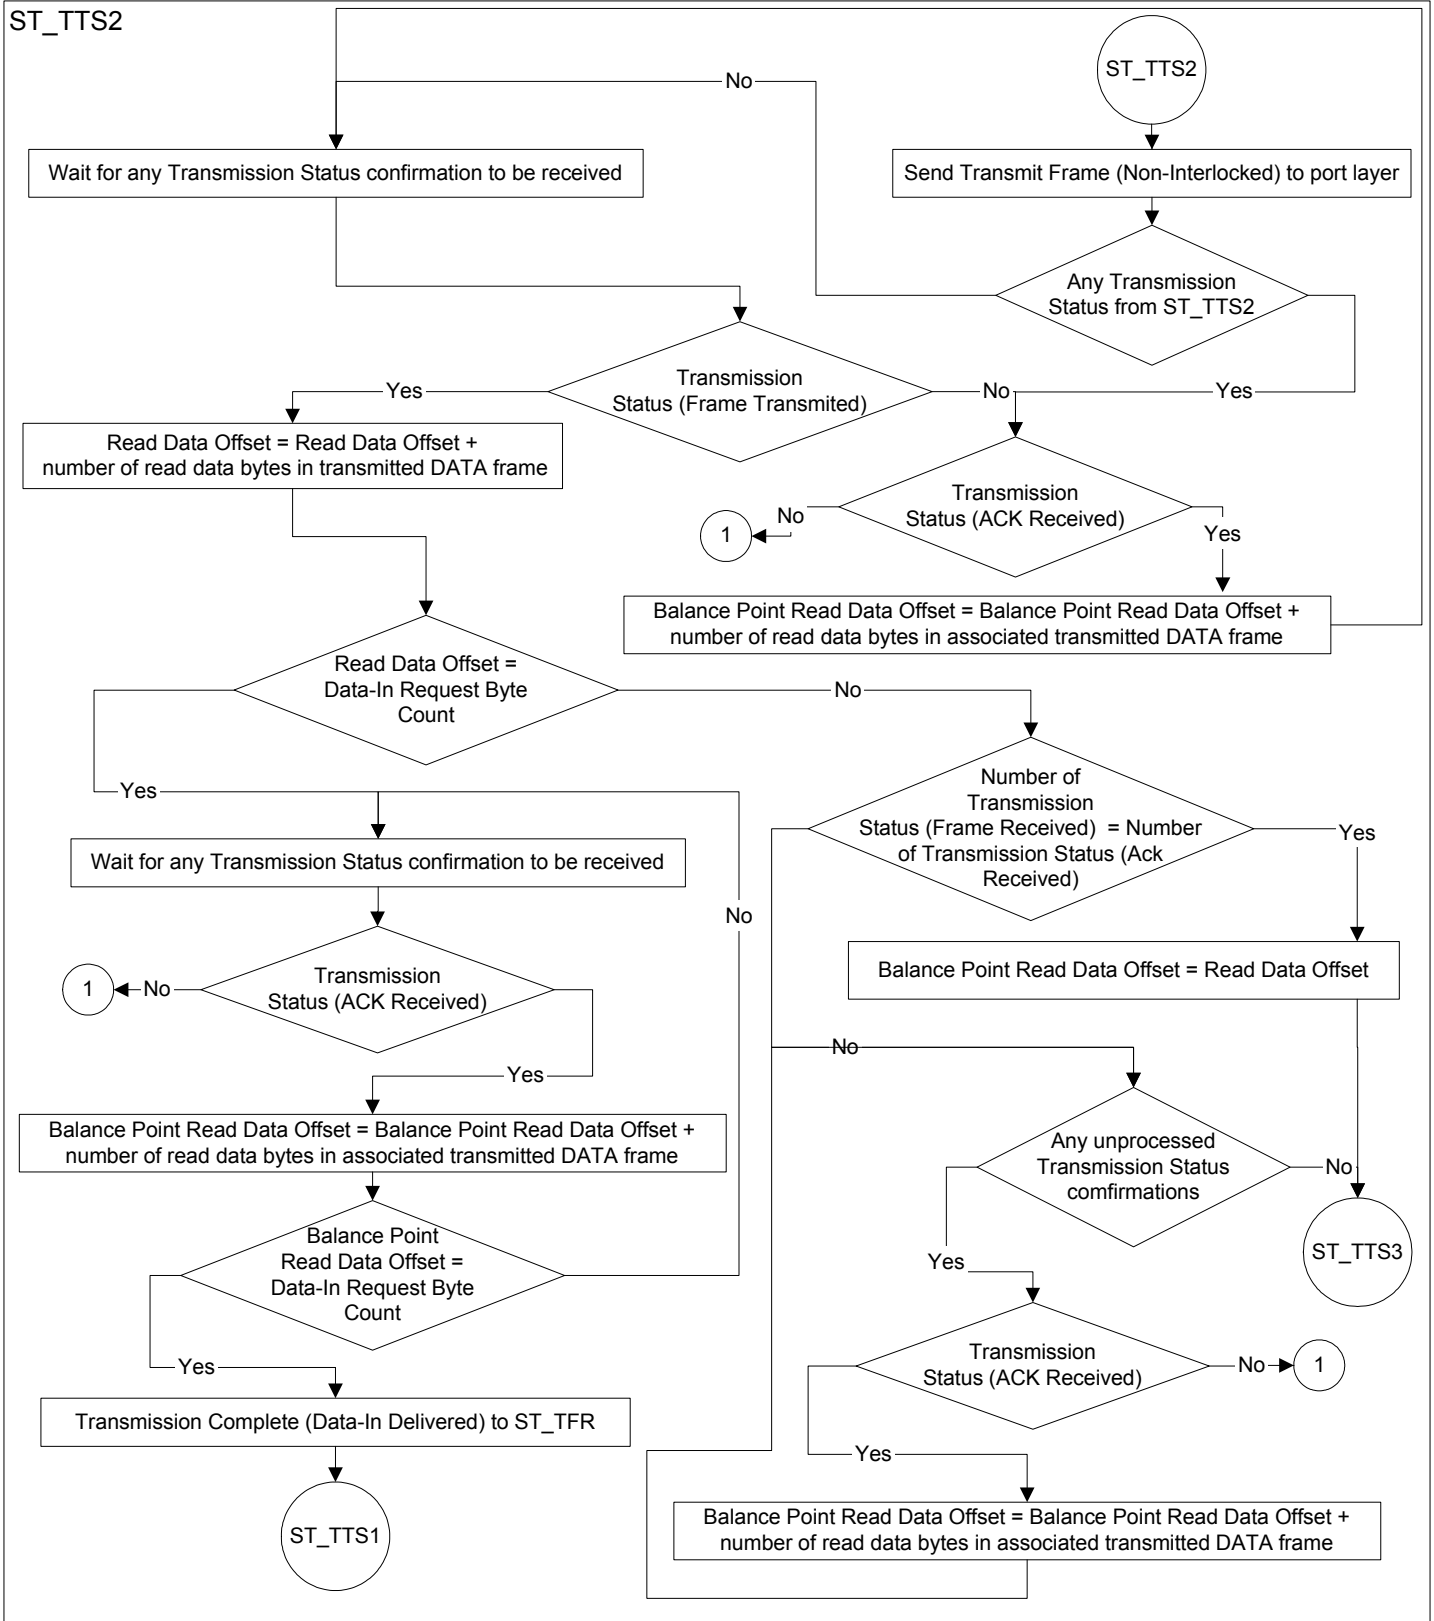 ST_TTS2
ST_TTS2
No
Wait for any Transmission Status confirmation to be received
Send Transmit Frame (Non-Interlocked) to port layer
Any Transmission
Status from ST_TTS2
Transmission
Status (Frame Transmited)
Yes
No
Yes
Read Data Offset = Read Data Offset +
number of read data bytes in transmitted DATA frame
Transmission
Status (ACK Received)
No
1
Yes
Balance Point Read Data Offset = Balance Point Read Data Offset +
number of read data bytes in associated transmitted DATA frame
Read Data Offset =
Data-In Request Byte
Count
No
Yes
Number of
Transmission
Status (Frame Received)  = Number
of Transmission Status (Ack
Received)
Yes
Wait for any Transmission Status confirmation to be received
No
Transmission
Status (ACK Received)
No
1
Balance Point Read Data Offset = Read Data Offset
No
Yes
Balance Point Read Data Offset = Balance Point Read Data Offset +
number of read data bytes in associated transmitted DATA frame
Any unprocessed
Transmission Status
comfirmations
No
ST_TTS3
Balance Point
Read Data Offset =
Data-In Request Byte
Count
Yes
Yes
Transmission
Status (ACK Received)
No
1
Transmission Complete (Data-In Delivered) to ST_TFR
Yes
ST_TTS1
Balance Point Read Data Offset = Balance Point Read Data Offset +
number of read data bytes in associated transmitted DATA frame